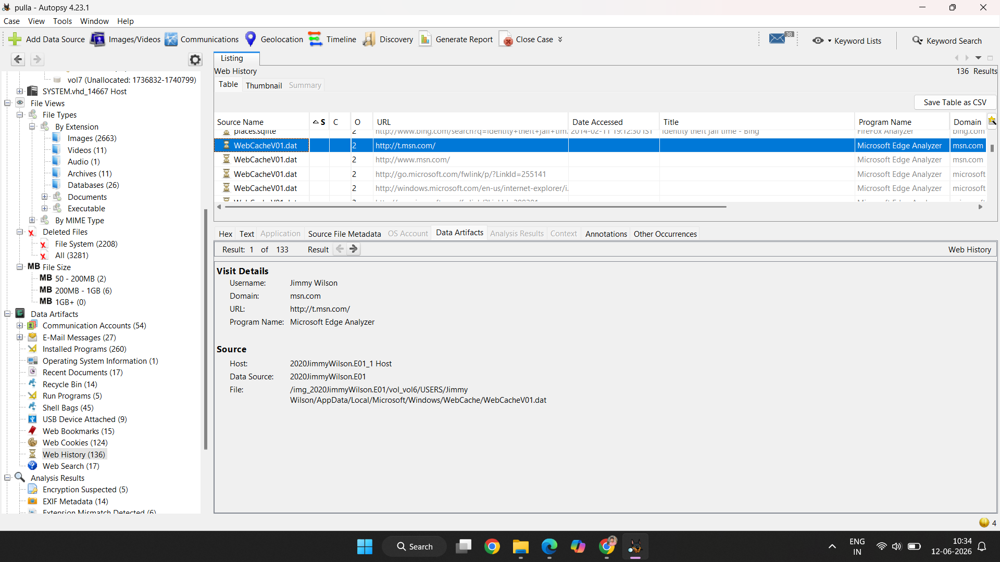 pulla - Autopsy 4.23.1
Case View Tools Window Help
Add Data Source Images/Videos Communications Geolocation Timeline Discovery Generate Report Close Case 38 Keyword Lists Keyword Search
Listing
Web History 136 Results
Table Thumbnail Summary
Save Table as CSV
Source Name S C O URL Date Accessed Title Program Name Domain
places.sqlite 2 http://www.bing.com/search?q=identity+theft+jail+tim... 2014-02-11 19:12:30 IST identity theft jail time - Bing FireFox Analyzer bing.com
WebCacheV01.dat 2 http://t.msn.com/ Microsoft Edge Analyzer msn.com
WebCacheV01.dat 2 http://www.msn.com/ Microsoft Edge Analyzer msn.com
WebCacheV01.dat 2 http://go.microsoft.com/fwlink/p/?LinkId=255141 Microsoft Edge Analyzer microsoft
WebCacheV01.dat 2 http://windows.microsoft.com/en-us/internet-explorer/i. Microsoft Edge Analyzer microsoft
vol7 (Unallocated: 1736832-1740799)
SYSTEM.vhd_14667 Host
File Views
File Types
By Extension
Images (2663)
Videos (11)
Audio (1)
Archives (11)
Databases (26)
Documents
Executable
By MIME Type
Deleted Files
File System (2208)
All (3281)
MB File Size
MB 50 - 200MB (2)
MB 200MB - 1GB (6)
MB 1GB+ (0)
Data Artifacts
Communication Accounts (54)
E-Mail Messages (27)
Installed Programs (260)
Operating System Information (1)
Recent Documents (17)
Recycle Bin (14)
Run Programs (5)
Shell Bags (45)
USB Device Attached (9)
Web Bookmarks (15)
Web Cookies (124)
Web History (136)
Web Search (17)
Analysis Results
Encryption Suspected (5)
EXIF Metadata (14)
Extension Mismatch Detected (6)
Hex Text Application Source File Metadata OS Account Data Artifacts Analysis Results Context Annotations Other Occurrences
Result: 1 of 133 Result Web History
Visit Details
Username: Jimmy Wilson
Domain: msn.com
URL: http://t.msn.com/
Program Name: Microsoft Edge Analyzer
Source
Host: 2020JimmyWilson.E01_1 Host
Data Source: 2020JimmyWilson.E01
File: /img_2020JimmyWilson.E01/vol_vol6/USERS/Jimmy
Wilson/AppData/Local/Microsoft/Windows/WebCache/WebCacheV01.dat
4
Search
ENG
IN
10:34
12-06-2026